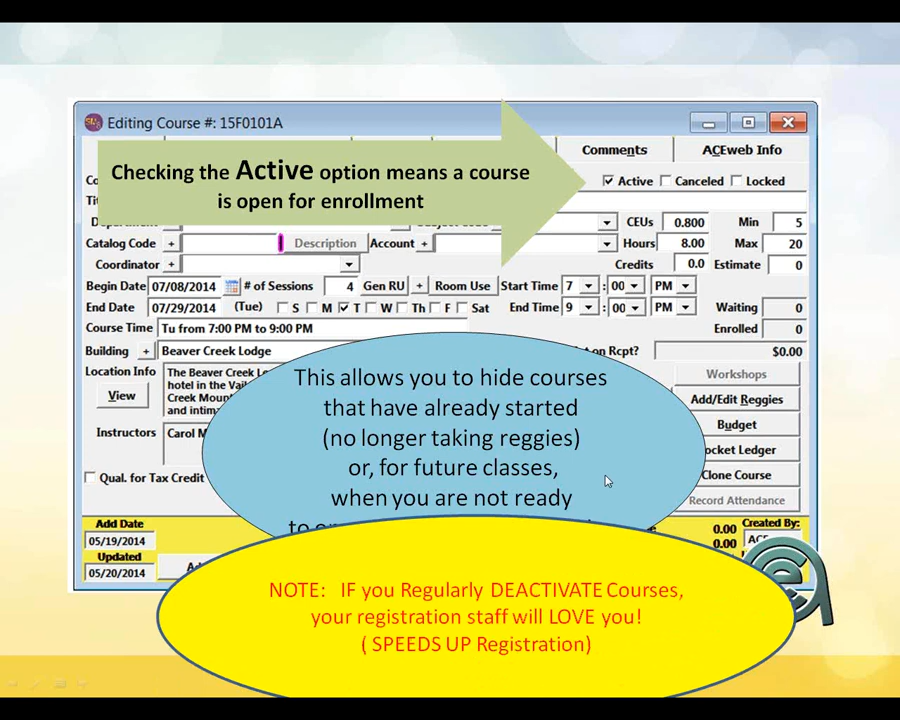 Editing Course #: 15F0101A
Comments ACEweb Info
Checking the Active option means a course
is open for enrollment
Active Canceled Locked
CEUs 0.800 Min 5
Catalog Code + Description Account + Hours 8.00 Max 20
Coordinator + Credits 0.0 Estimate 0
Begin Date 07/08/2014 # of Sessions 4 Gen RU + Room Use Start Time 7 : 00 PM
End Date 07/29/2014 (Tue) S M T W Th F Sat End Time 9 : 00 PM Waiting 0
Course Time Tu from 7:00 PM to 9:00 PM Enrolled 0
Building + Beaver Creek Lodge on Rcpt? $0.00
Location Info The Beaver Creek Workshops
View Add/Edit Reggies
Budget
Instructors Carol
Clone Course
Qual. for Tax Credit Record Attendance
This allows you to hide courses
that have already started
(no longer taking reggies)
or, for future classes,
when you are not ready
Add Date 0.00 Created By:
05/19/2014 0.00
Updated
05/20/2014
NOTE: IF you Regularly DEACTIVATE Courses,
your registration staff will LOVE you!
( SPEEDS UP Registration)